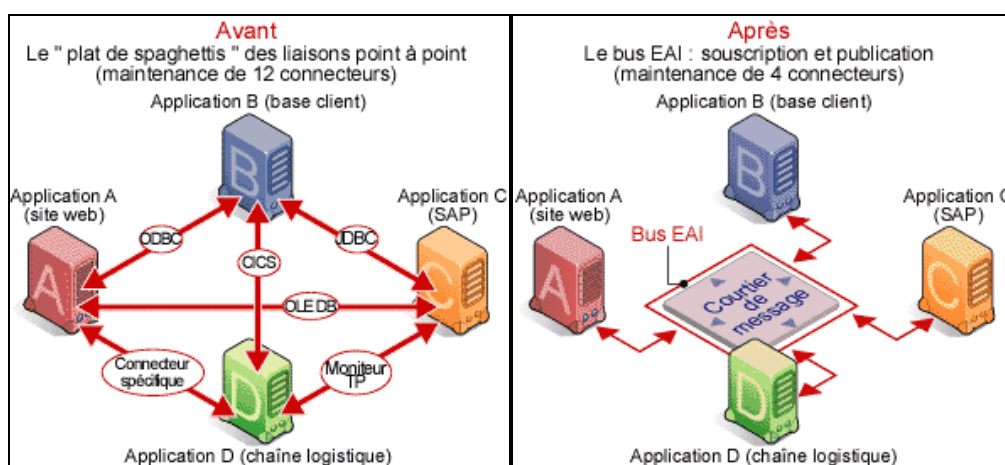 Avant
Le " plat de spaghettis " des liaisons point à point
(maintenance de 12 connecteurs)
Application B (base client)
B
Application A
(site web)
A
Application C
(SAP)
C
ODBC
JDBC
CICS
OLE DB
Connecteur
spécifique
Moniteur
TP
D
Application D (chaîne logistique)
Après
Le bus EAI : souscription et publication
(maintenance de 4 connecteurs)
Application B (base client)
B
Application A
(site web)
A
Application C
(SAP)
C
Bus EAI
Courtier
de
message
D
Application D (chaîne logistique)